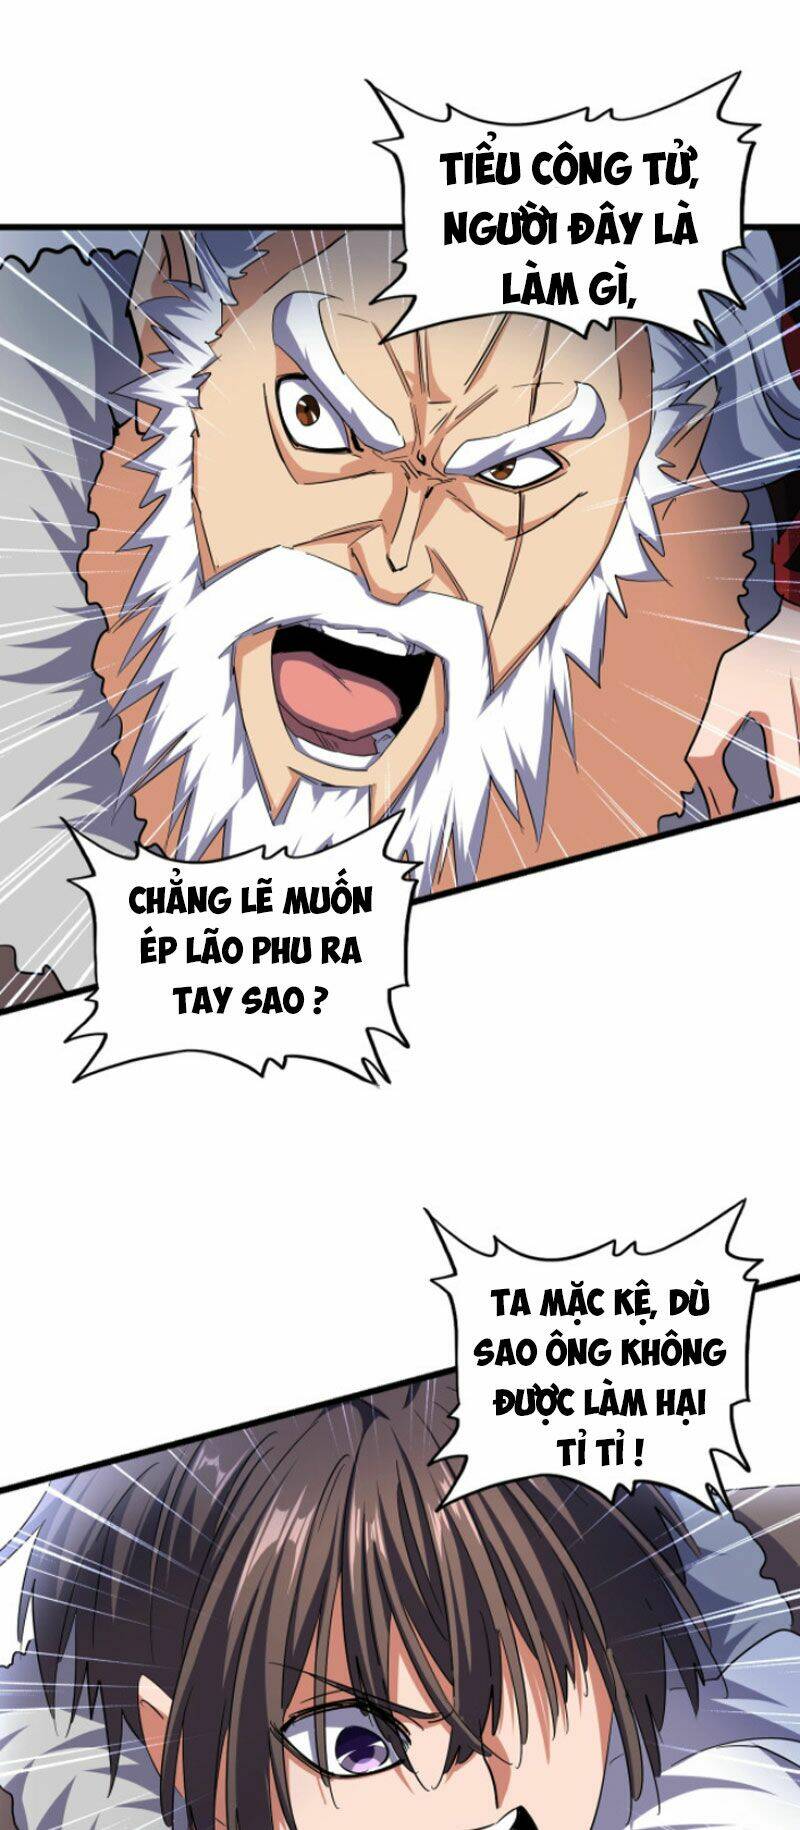 TIỂU CÔNG TỬ,
NGƯỜI ĐÂY LÀ
LÀM GÌ,
CHẲNG LẼ MUỐN
ÉP LÃO PHU RA
TAY SAO ?
TA MẶC KỆ, DÙ
SAO ÔNG KHÔNG
ĐƯỢC LÀM HẠI
TỈ TỈ !